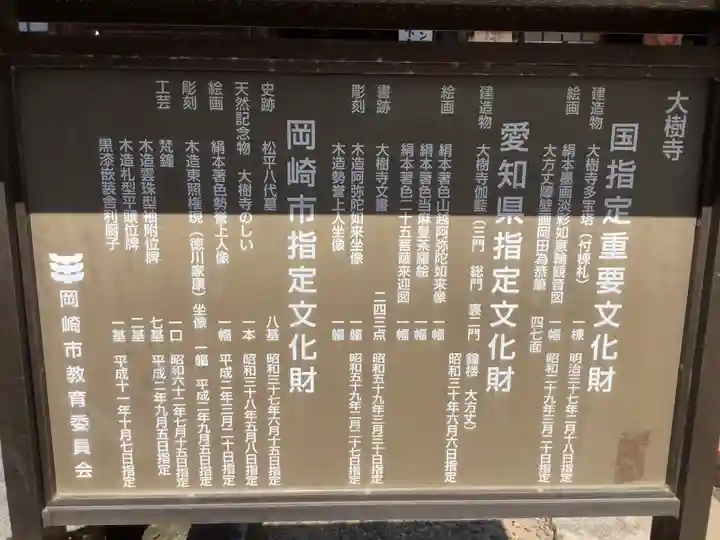 大樹寺
国指定重要文化財
建造物 大樹寺多宝塔(付棟札) 一棟 明治三十七年二月十八日指定
絵画 絹本墨画淡彩如意輪観音図 一幅 昭和二十九年三月二十日指定
大方丈障壁画岡田為恭筆 四七面
愛知県指定文化財
建造物 大樹寺伽藍(三門 総門 裏二門 鐘楼 大方丈) 昭和三十年六月六日指定
絵画 絹本著色山越阿弥陀如来像 一幅
絹本著色当麻曼荼羅絵 一幅
絹本著色二十五菩薩来迎図 一幅
書跡 大樹寺文書 二四三点 昭和五十九年三月三十日指定
彫刻 木造阿弥陀如来坐像 一軀 昭和五十九年二月二十七日指定
木造勢誉上人坐像 一軀
岡崎市指定文化財
史跡 松平八代墓 八基 昭和三十七年六月十五日指定
天然記念物 大樹寺のしい 一本 昭和三十八年五月八日指定
絵画 絹本著色勢誉上人像 一幅 平成二年三月二十日指定
彫刻 木造東照権現(徳川家康)坐像 一軀 平成二年九月五日指定
工芸 梵鐘 一口 昭和六十二年七月十五日指定
木造雲珠型袖附位牌 七基 平成二年九月五日指定
木造札型平頭位牌 二基
黒漆嵌装舎利厨子 一基 平成十一年十月七日指定
岡崎市教育委員会